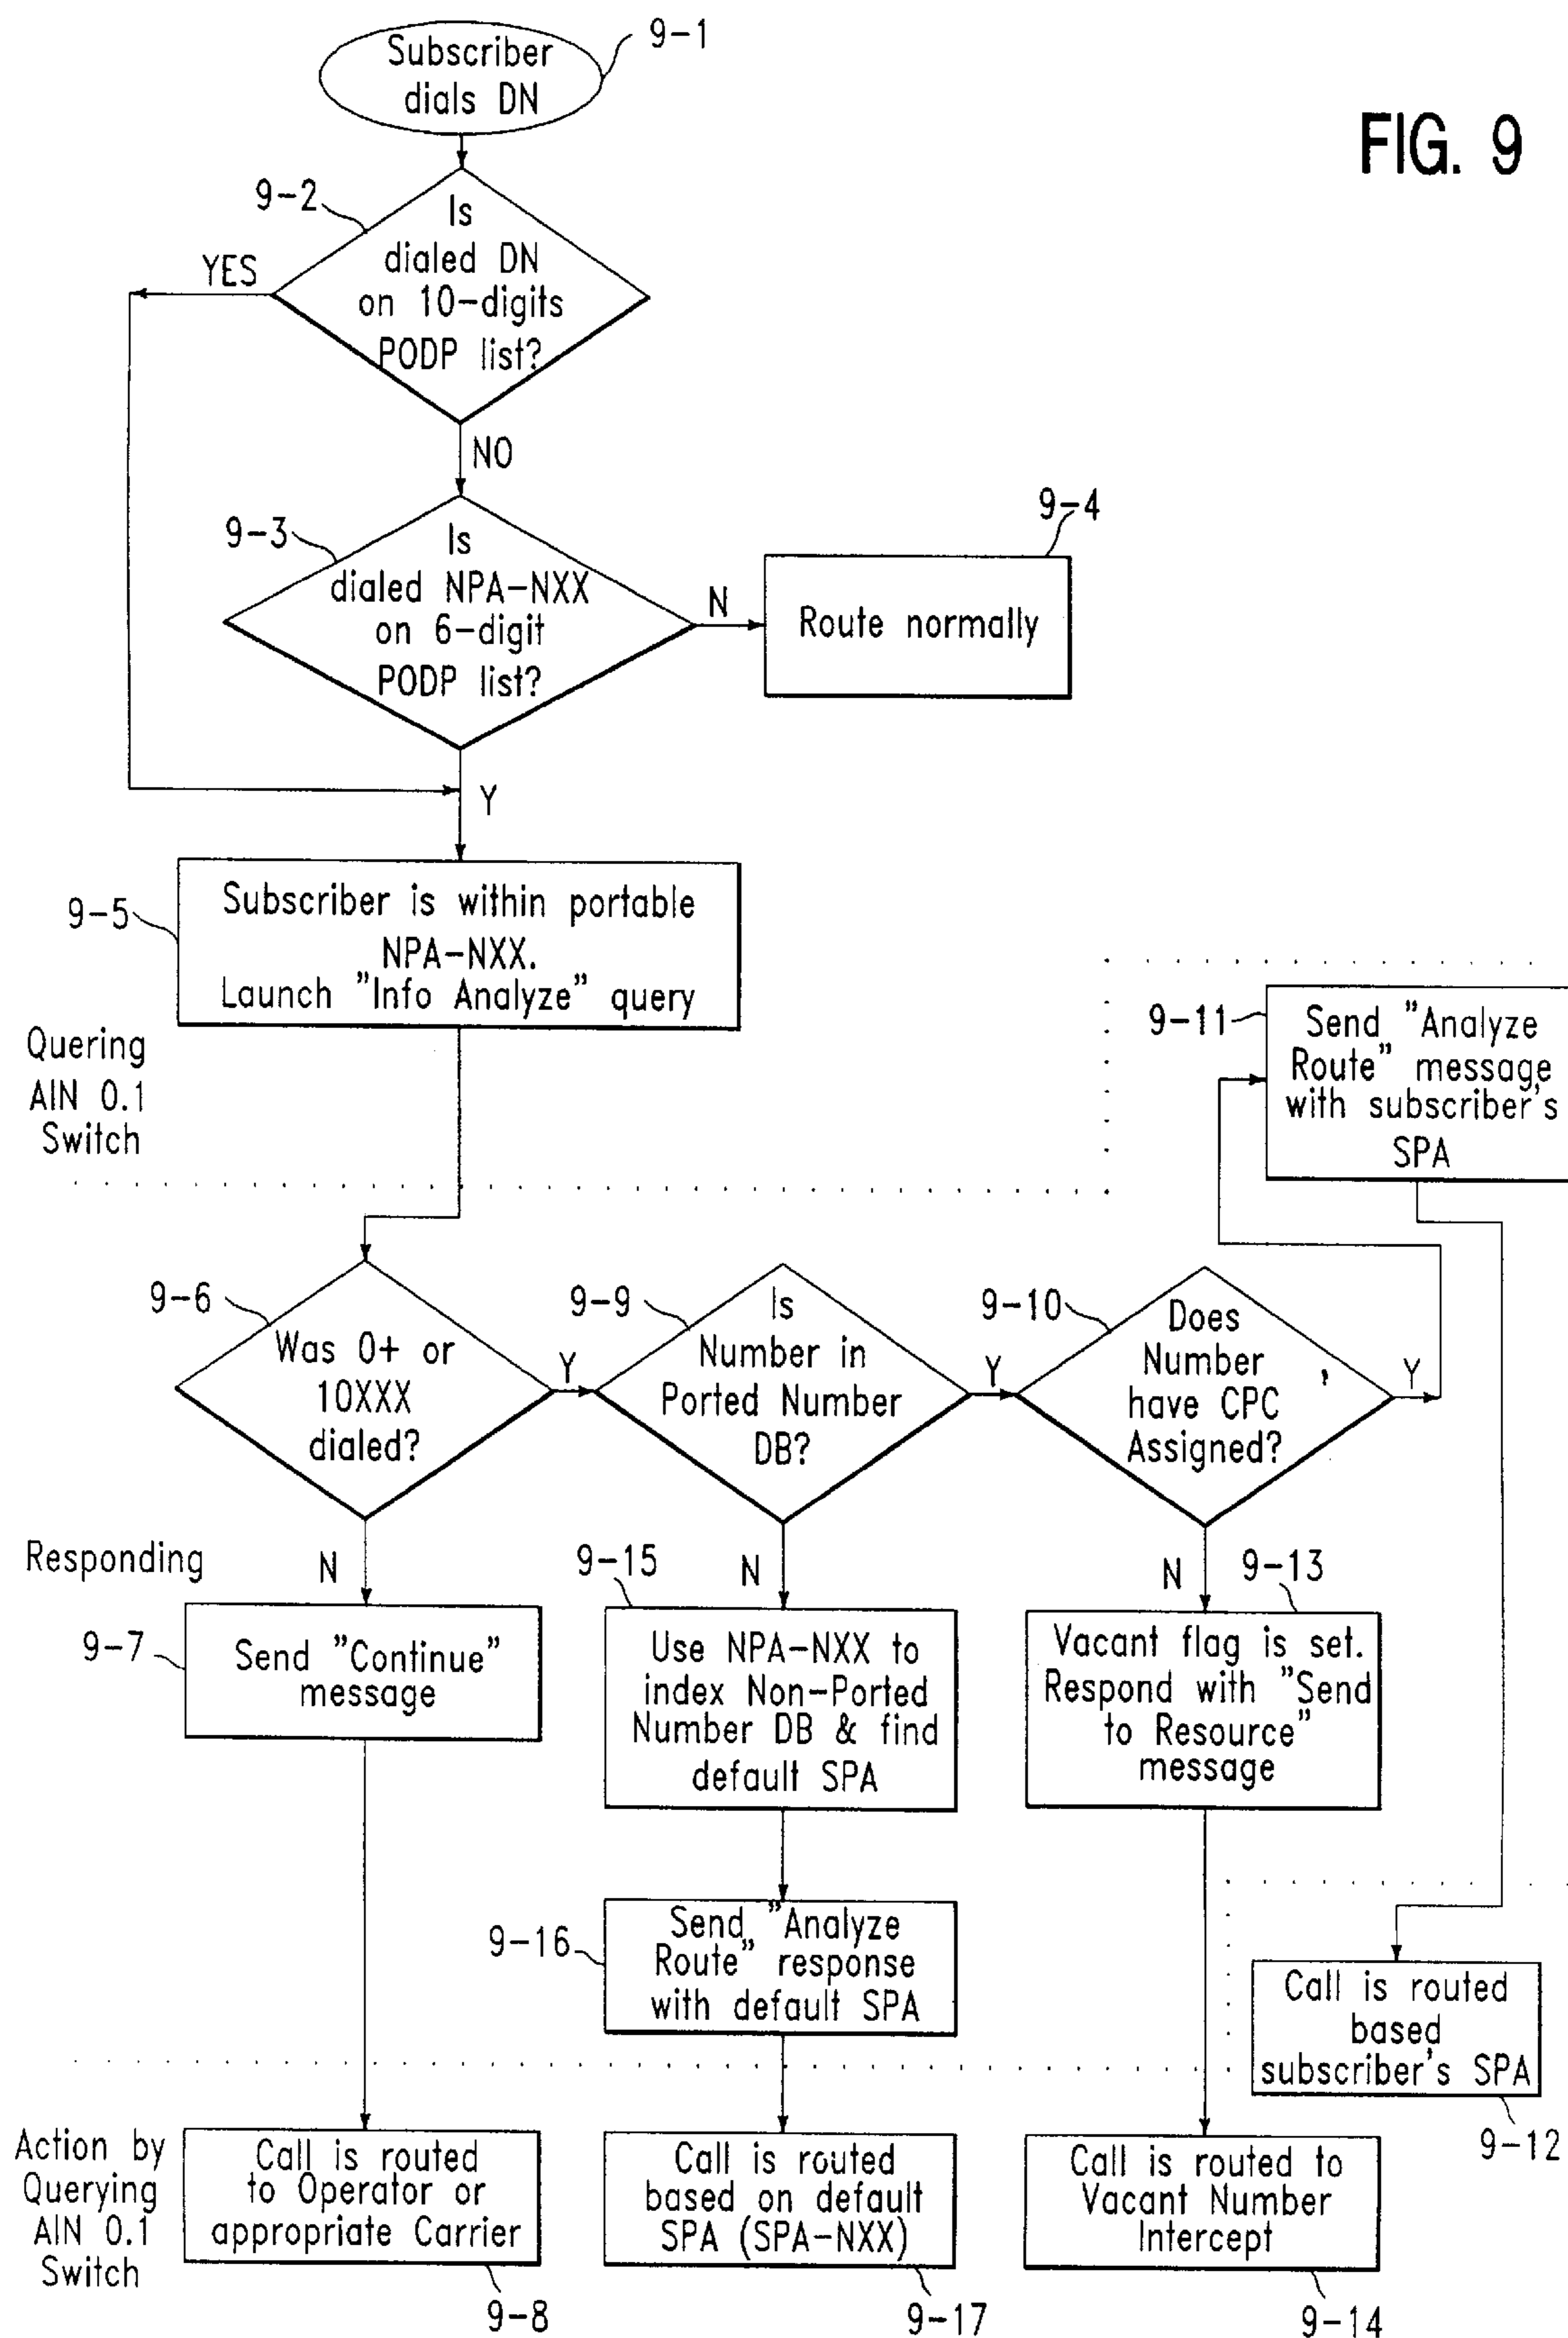 FIG. 9
Subscriber
dials DN
9-1
9-2
Is
dialed DN
on 10-digits
PODP list?
YES
NO
9-3
Is
dialed NPA-NXX
on 6-digit
PODP list?
N
9-4
Route normally
Y
9-5
Subscriber is within portable
NPA-NXX.
Launch "Info Analyze" query
Quering
AIN 0.1
Switch
9-11
Send "Analyze
Route" message
with subscriber's
SPA
9-6
Was 0+ or
10XXX
dialed?
Y
9-9
Is
Number in
Ported Number
DB?
Y
9-10
Does
Number
have CPC
Assigned?
Y
Responding
N
9-7
Send "Continue"
message
9-15
N
Use NPA-NXX to
index Non-Ported
Number DB & find
default SPA
N
9-13
Vacant flag is set.
Respond with "Send
to Resource"
message
9-16
Send "Analyze
Route" response
with default SPA
Call is routed
based
subscriber's SPA
9-12
Action by
Querying
AIN 0.1
Switch
Call is routed
to Operator or
appropriate Carrier
9-8
Call is routed
based on default
SPA (SPA-NXX)
9-17
Call is routed to
Vacant Number
Intercept
9-14